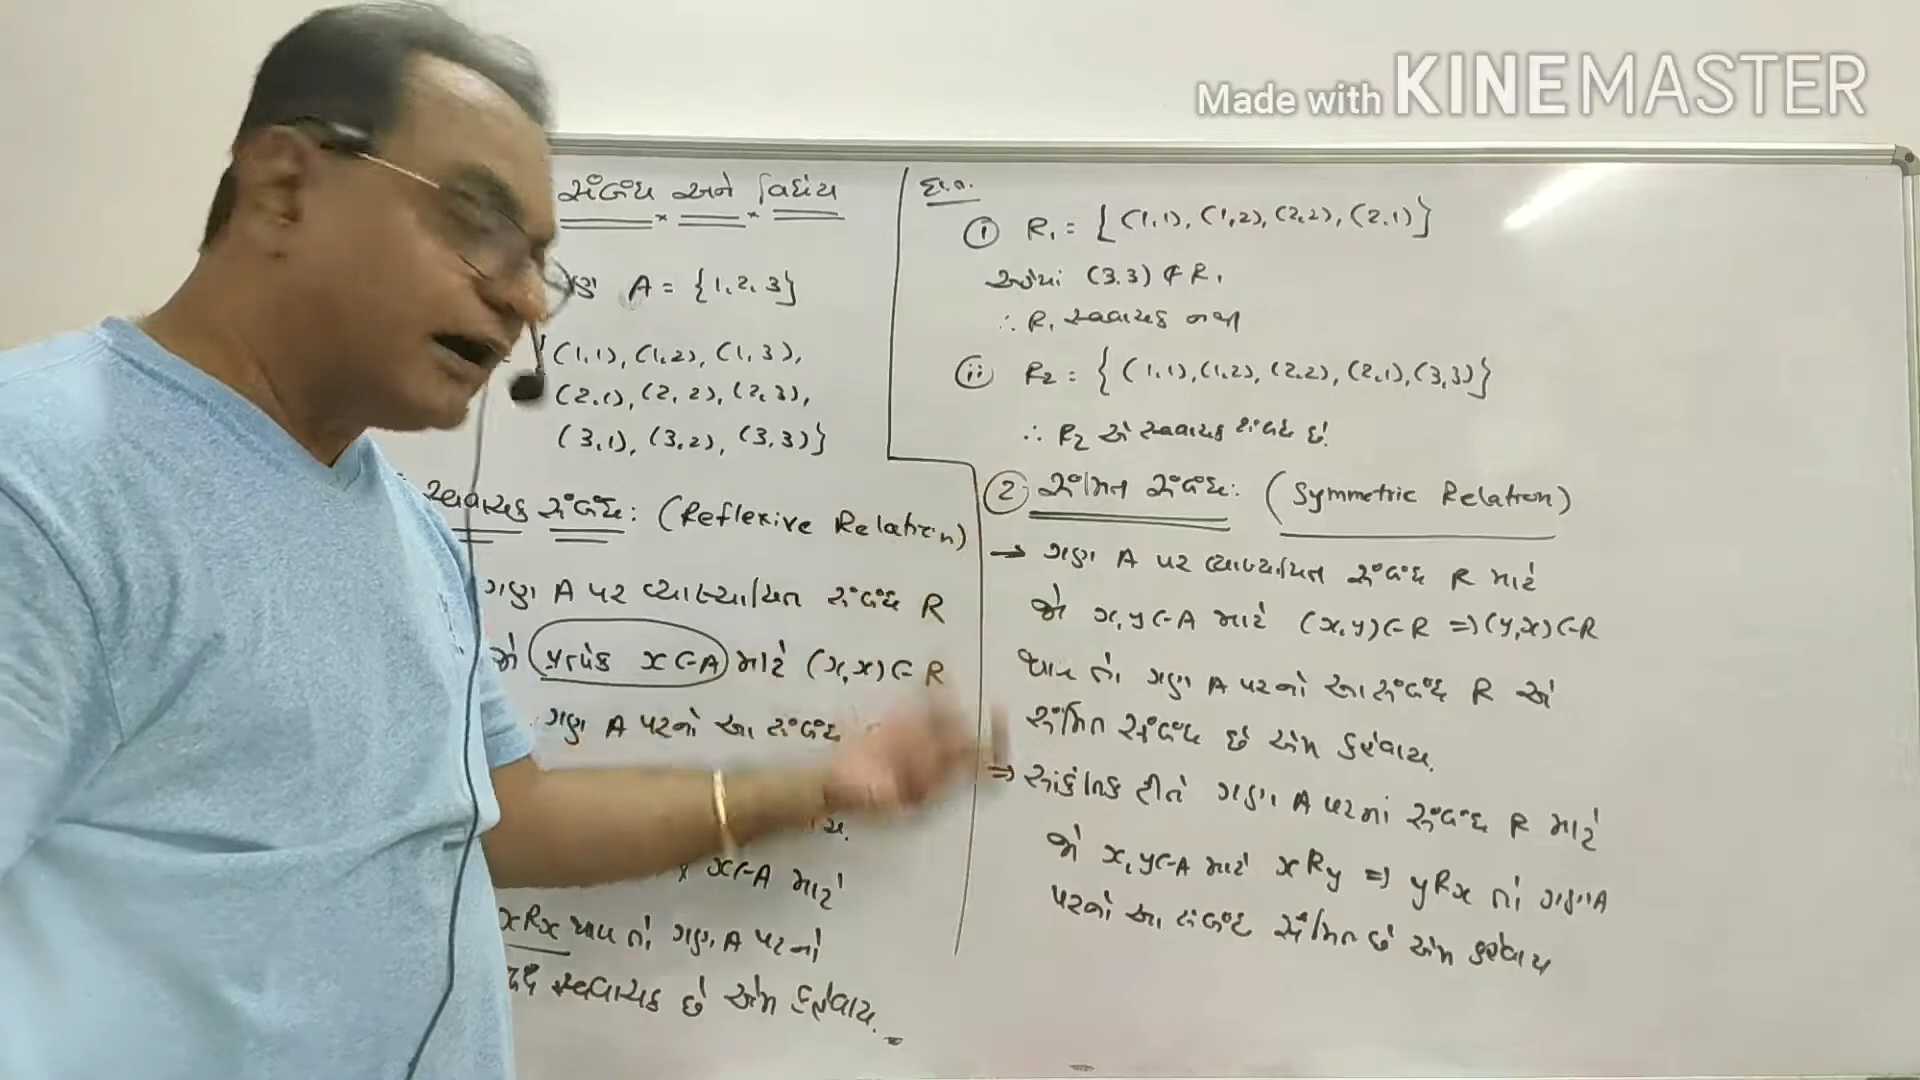 Made with KINEMASTER
સંબંધ અને વિધેય
A = {1, 2, 3}
(1,1), (1,2), (1,3),
(2,1), (2,2), (2,3),
(3,1), (3,2), (3,3)}
સ્વવાચક સંબંધ: (Reflexive Relation)
ગણ A પર વ્યાખ્યાયિત સંબંધ R
જો પ્રત્યેક x ∈ A માટે (x,x) ∈ R
ગણ A પરનો આ સંબંધ
x ∈ A માટે
xRx થાય તો ગણ A પરનો
સ્વવાચક છે એમ કહેવાય.
દા.ત.
(i) R₁ = {(1,1), (1,2), (2,2), (2,1)}
અહીંયાં (3,3) ∉ R₁
∴ R₁ સ્વવાચક નથી
(ii) R₂ = {(1,1), (1,2), (2,2), (2,1), (3,3)}
∴ R₂ એ સ્વવાચક સંબંધ છે.
(2) સંમિત સંબંધ: (Symmetric Relation)
→ ગણ A પર વ્યાખ્યાયિત સંબંધ R માટે
જો x, y ∈ A માટે (x,y) ∈ R ⇒ (y,x) ∈ R
થાય તો ગણ A પરનો આ સંબંધ R એ
સંમિત સંબંધ છે એમ કહેવાય.
⇒ સાંકેતિક રીતે ગણ A પરનાં સંબંધ R માટે
જો x, y ∈ A માટે xRy ⇒ yRx તો ગણ A
પરનો આ સંબંધ સંમિત છે એમ કહેવાય